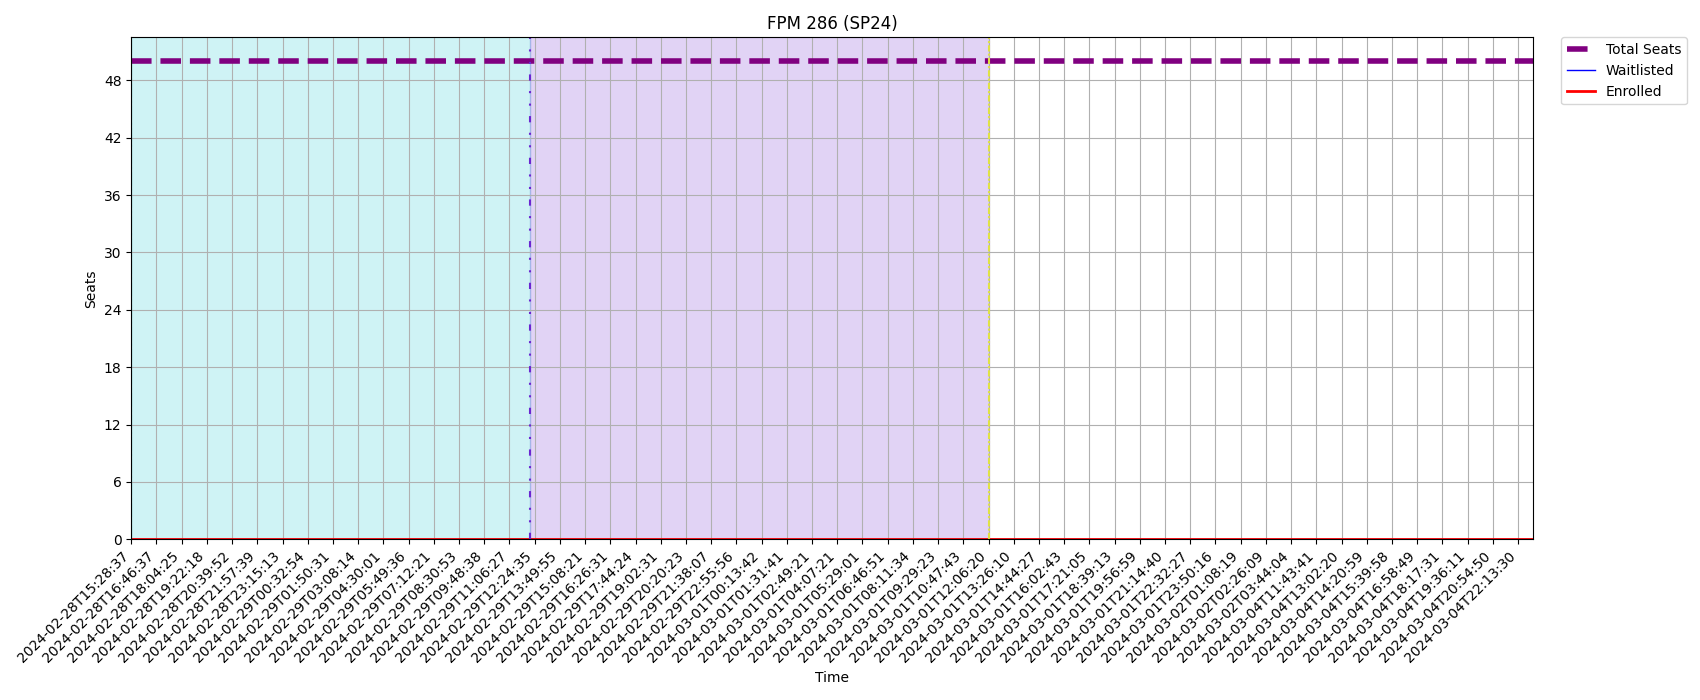 FPM 286 (SP24)
Total Seats
Waitlisted
Enrolled
48
42
36
30
24
18
12
6
0
Seats
2024-02-28T15:28:37
2024-02-28T16:46:37
2024-02-28T18:04:25
2024-02-28T19:22:18
2024-02-28T20:39:52
2024-02-28T21:57:39
2024-02-28T23:15:13
2024-02-29T00:32:54
2024-02-29T01:50:31
2024-02-29T03:08:14
2024-02-29T04:30:01
2024-02-29T05:49:36
2024-02-29T07:12:21
2024-02-29T08:30:53
2024-02-29T09:48:38
2024-02-29T11:06:27
2024-02-29T12:24:35
2024-02-29T13:49:55
2024-02-29T15:08:21
2024-02-29T16:26:31
2024-02-29T17:44:24
2024-02-29T19:02:31
2024-02-29T20:20:23
2024-02-29T21:38:07
2024-02-29T22:55:56
2024-03-01T00:13:42
2024-03-01T01:31:41
2024-03-01T02:49:21
2024-03-01T04:07:21
2024-03-01T05:29:01
2024-03-01T06:46:51
2024-03-01T08:11:34
2024-03-01T09:29:23
2024-03-01T10:47:43
2024-03-01T12:06:20
2024-03-01T13:26:10
2024-03-01T14:44:27
2024-03-01T16:02:43
2024-03-01T17:21:05
2024-03-01T18:39:13
2024-03-01T19:56:59
2024-03-01T21:14:40
2024-03-01T22:32:27
2024-03-01T23:50:16
2024-03-02T01:08:19
2024-03-02T02:26:09
2024-03-02T03:44:04
2024-03-04T11:43:41
2024-03-04T13:02:20
2024-03-04T14:20:59
2024-03-04T15:39:58
2024-03-04T16:58:49
2024-03-04T18:17:31
2024-03-04T19:36:11
2024-03-04T20:54:50
2024-03-04T22:13:30
Time